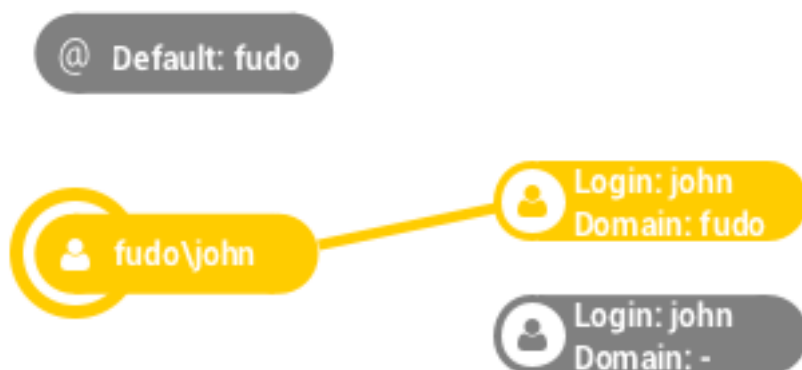 @ Default: fudo
fudo\john
Login: john
Domain: fudo
Login: john
Domain: -